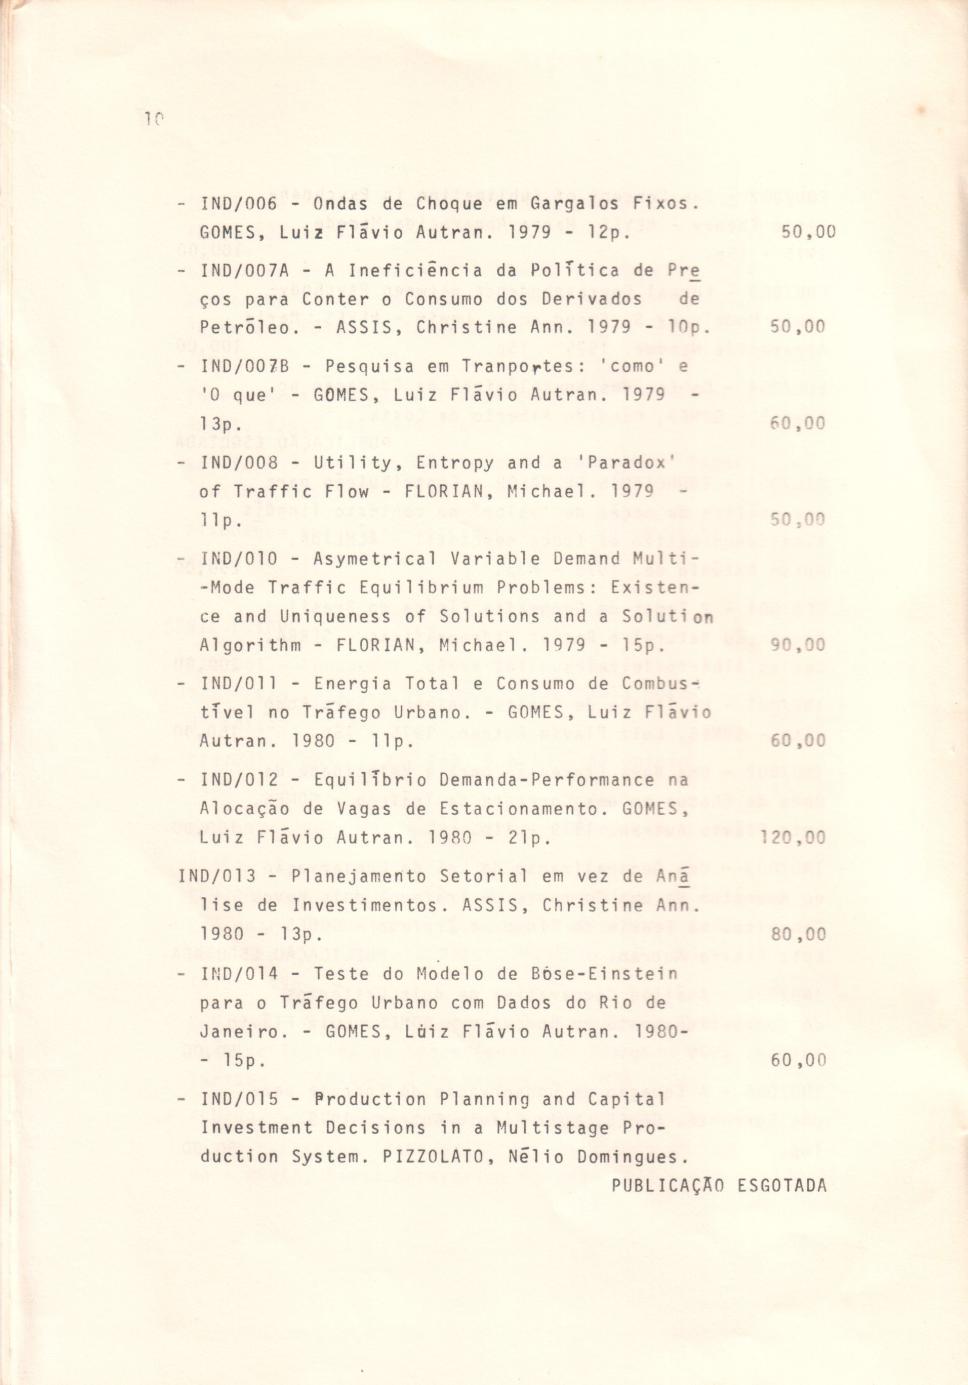 10
- IND/006 - Ondas de Choque em Gargalos Fixos.
GOMES, Luiz Flávio Autran. 1979 - 12p. 50,00
- IND/007A - A Ineficiência da Política de Pre
ços para Conter o Consumo dos Derivados de
Petróleo. - ASSIS, Christine Ann. 1979 - 10p. 50,00
- IND/007B - Pesquisa em Tranportes: 'como' e
'O que' - GOMES, Luiz Flávio Autran. 1979 -
13p. 60,00
- IND/008 - Utility, Entropy and a 'Paradox'
of Traffic Flow - FLORIAN, Michael. 1979 -
11p. 50,00
- IND/010 - Asymetrical Variable Demand Multi-
-Mode Traffic Equilibrium Problems: Existen-
ce and Uniqueness of Solutions and a Solution
Algorithm - FLORIAN, Michael. 1979 - 15p. 90,00
- IND/011 - Energia Total e Consumo de Combus-
tível no Tráfego Urbano. - GOMES, Luiz Flávio
Autran. 1980 - 11p. 60,00
- IND/012 - Equilíbrio Demanda-Performance na
Alocação de Vagas de Estacionamento. GOMES,
Luiz Flávio Autran. 1980 - 21p. 120,00
IND/013 - Planejamento Setorial em vez de Aná
lise de Investimentos. ASSIS, Christine Ann.
1980 - 13p. 80,00
- IND/014 - Teste do Modelo de Bose-Einstein
para o Tráfego Urbano com Dados do Rio de
Janeiro. - GOMES, Luiz Flávio Autran. 1980-
- 15p. 60,00
- IND/015 - Production Planning and Capital
Investment Decisions in a Multistage Pro-
duction System. PIZZOLATO, Nélio Domingues.
PUBLICAÇÃO ESGOTADA